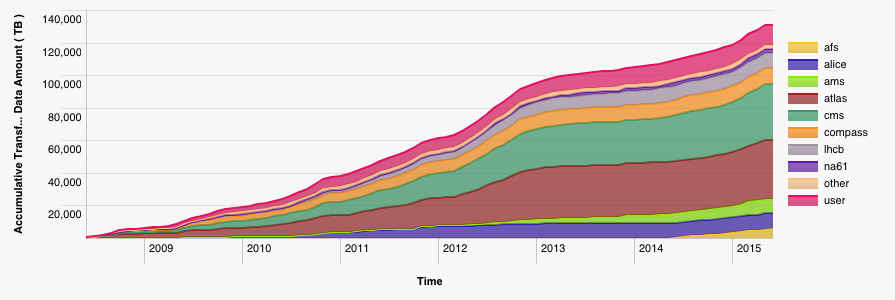 Accumulative Transf... Data Amount ( TB )
140,000
120,000
100,000
80,000
60,000
40,000
20,000
2009 2010 2011 2012 2013 2014 2015
Time
afs
alice
ams
atlas
cms
compass
lhcb
na61
other
user